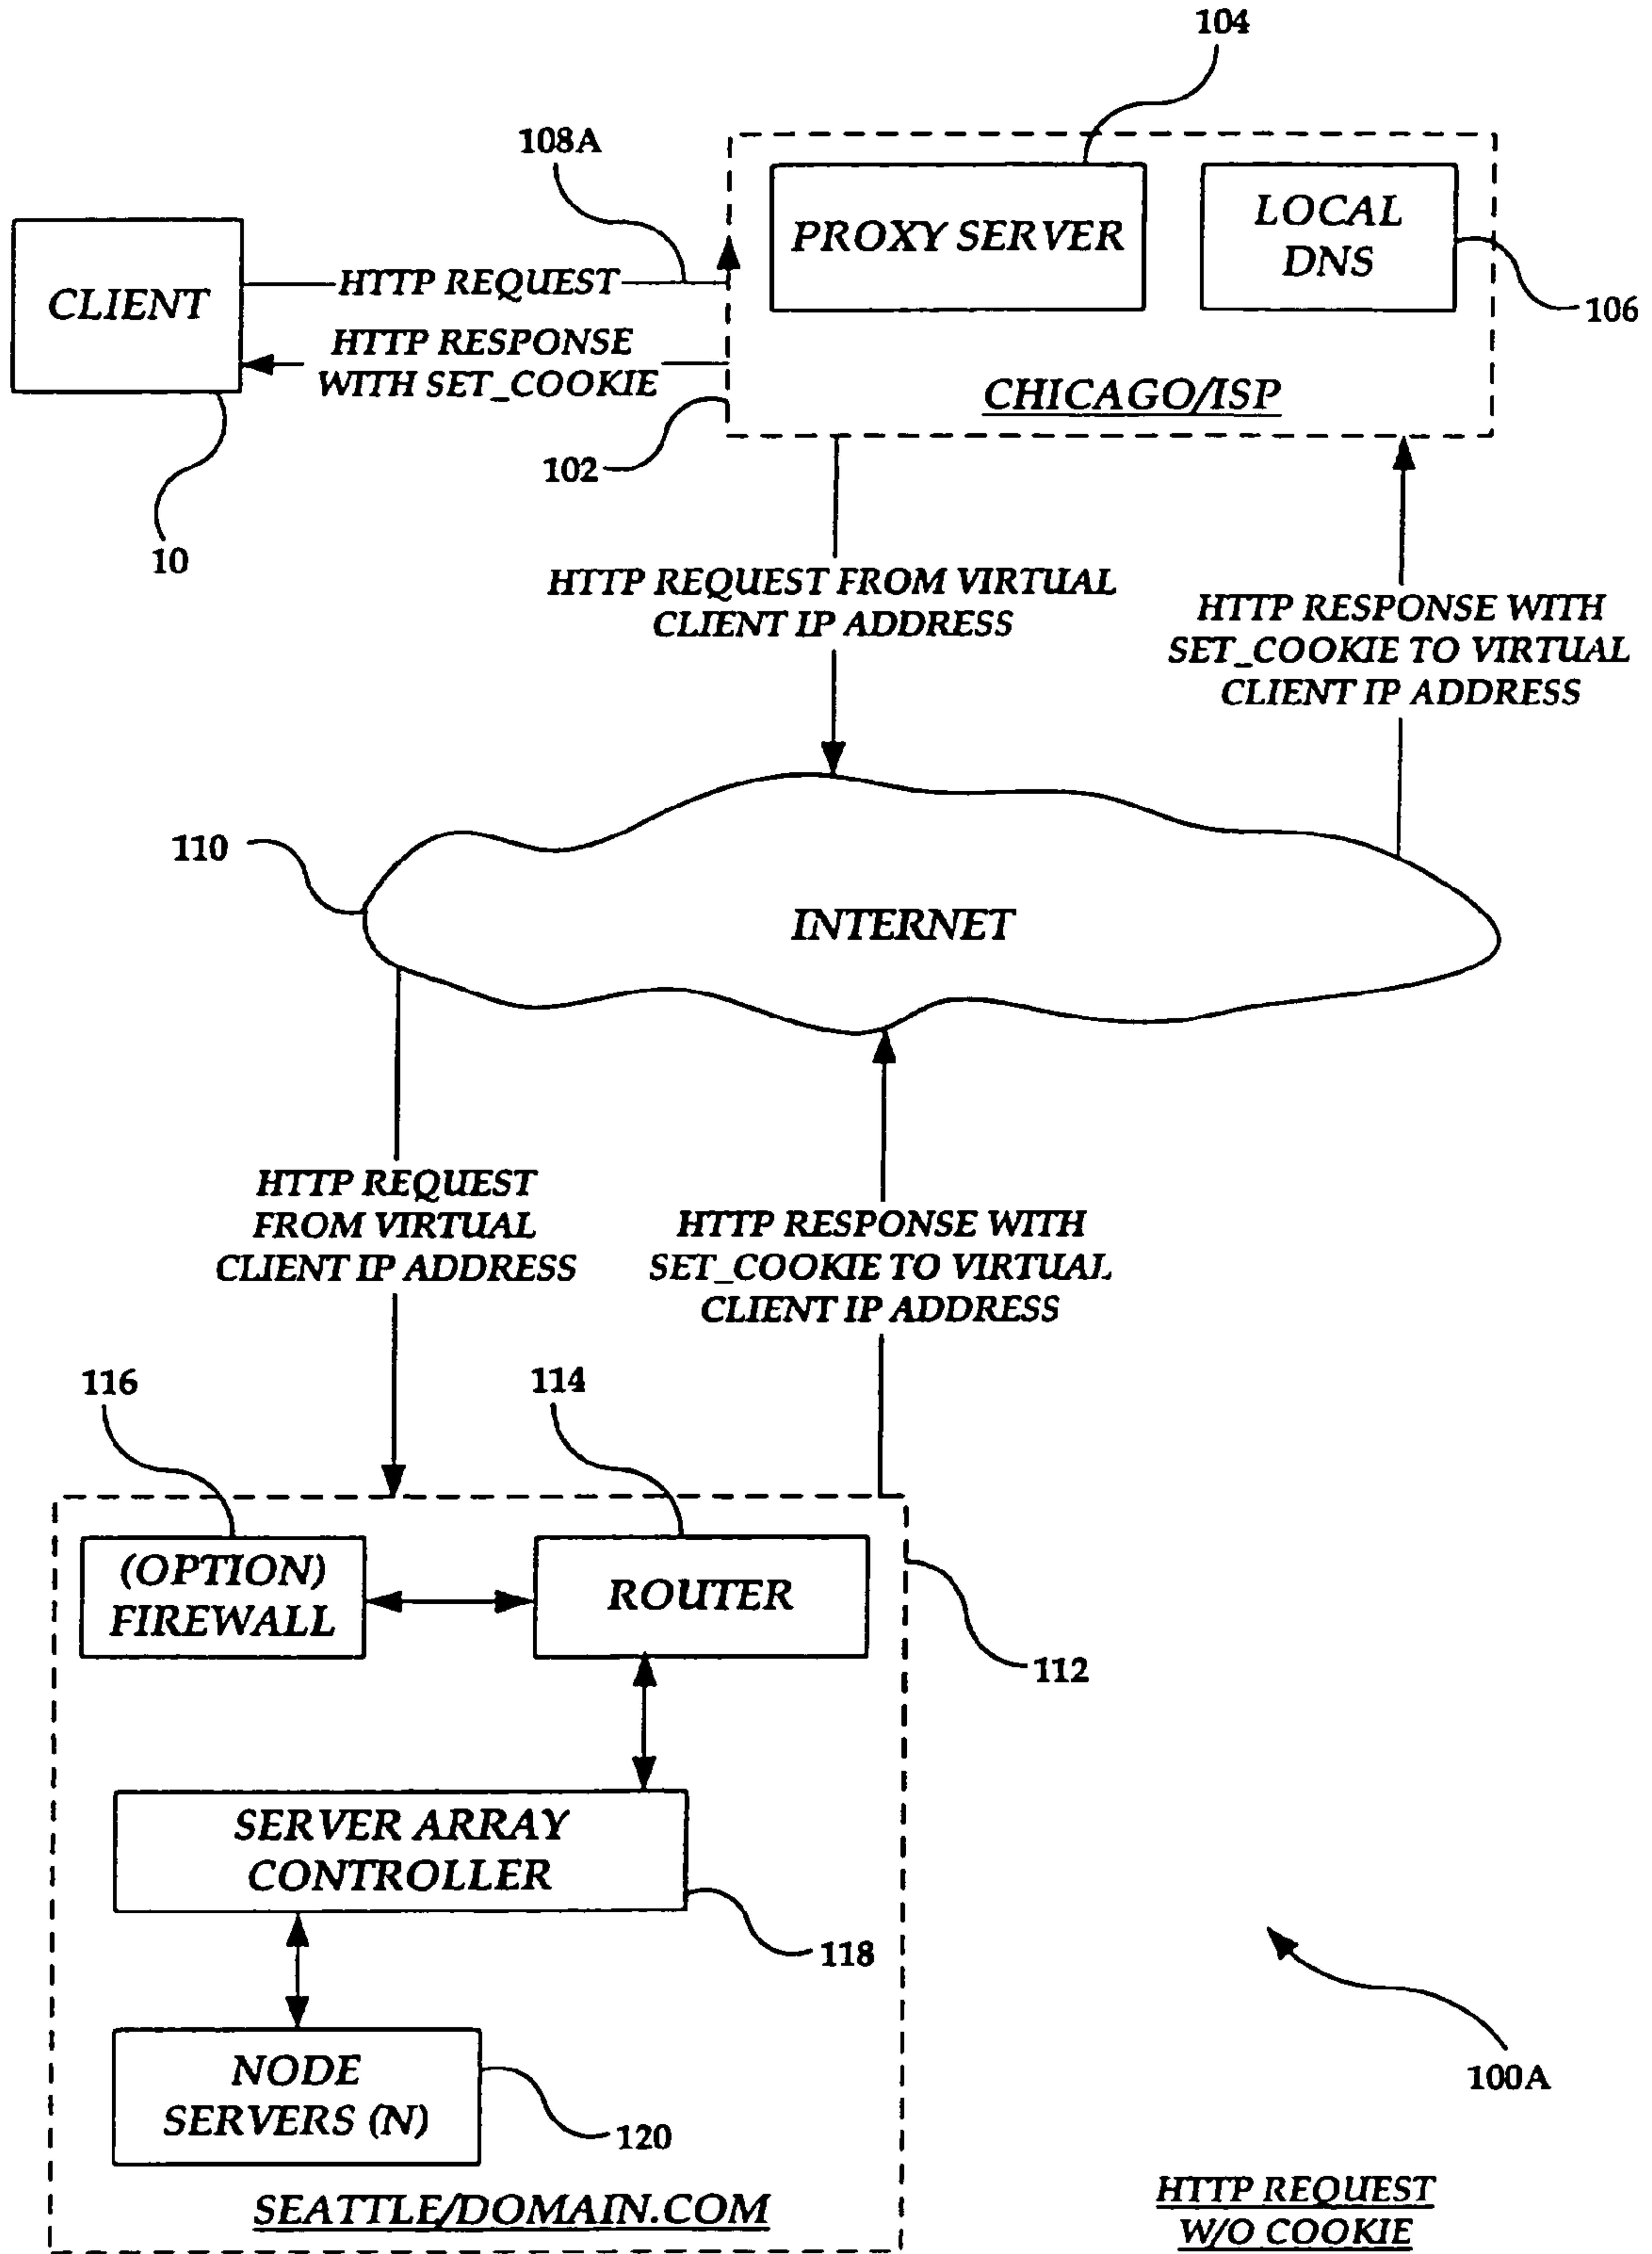 104
108A
PROXY SERVER
LOCAL
DNS
106
CLIENT
HTTP REQUEST
HTTP RESPONSE
WITH SET_COOKIE
CHICAGO/ISP
102
10
HTTP REQUEST FROM VIRTUAL
CLIENT IP ADDRESS
HTTP RESPONSE WITH
SET_COOKIE TO VIRTUAL
CLIENT IP ADDRESS
110
INTERNET
HTTP REQUEST
FROM VIRTUAL
CLIENT IP ADDRESS
HTTP RESPONSE WITH
SET_COOKIE TO VIRTUAL
CLIENT IP ADDRESS
116
114
(OPTION)
FIREWALL
ROUTER
112
SERVER ARRAY
CONTROLLER
118
NODE
SERVERS (N)
120
100A
SEATTLE/DOMAIN.COM
HTTP REQUEST
W/O COOKIE